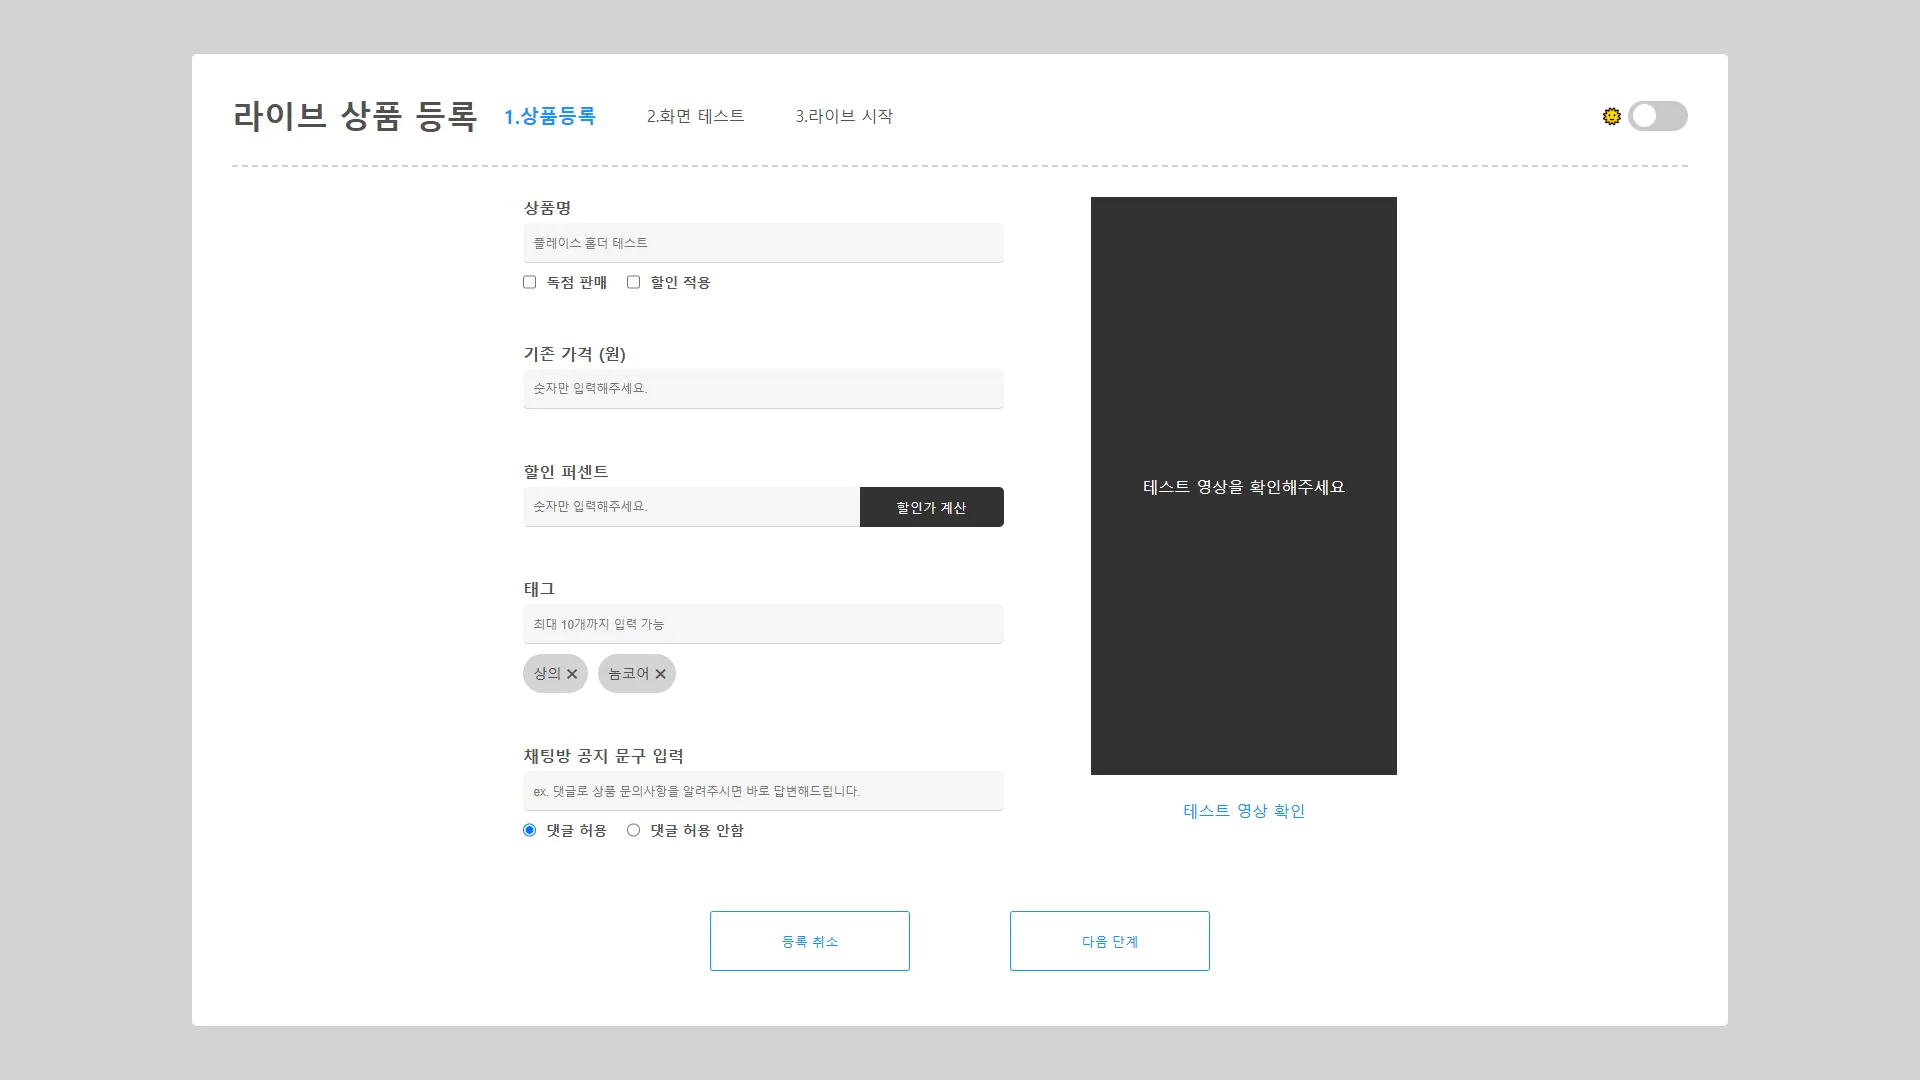 라이브 상품 등록
1.상품등록
2.화면 테스트
3.라이브 시작
상품명
플레이스 홀더 테스트
독점 판매
할인 적용
기존 가격 (원)
숫자만 입력해주세요.
할인 퍼센트
숫자만 입력해주세요.
할인가 계산
태그
최대 10개까지 입력 가능
상의
놈코어
채팅방 공지 문구 입력
ex. 댓글로 상품 문의사항을 알려주시면 바로 답변해드립니다.
댓글 허용
댓글 허용 안함
테스트 영상을 확인해주세요
테스트 영상 확인
등록 취소
다음 단계